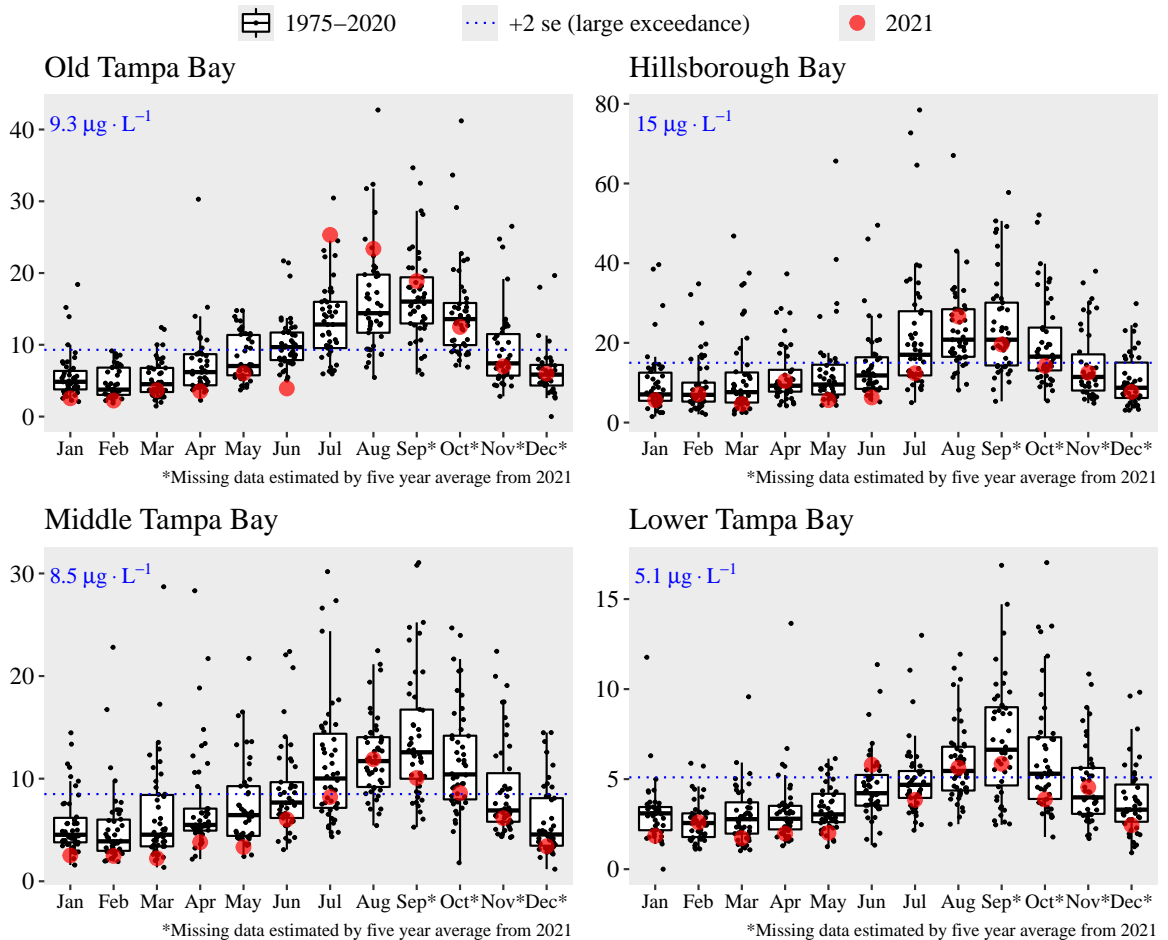 1975–2020 +2 se (large exceedance) 2021
Old Tampa Bay
9.3 μg · L⁻¹
40
30
20
10
0
Jan Feb Mar Apr May Jun Jul Aug Sep* Oct* Nov* Dec*
*Missing data estimated by five year average from 2021
Hillsborough Bay
15 μg · L⁻¹
80
60
40
20
0
Jan Feb Mar Apr May Jun Jul Aug Sep* Oct* Nov* Dec*
*Missing data estimated by five year average from 2021
Middle Tampa Bay
8.5 μg · L⁻¹
30
20
10
0
Jan Feb Mar Apr May Jun Jul Aug Sep* Oct* Nov* Dec*
*Missing data estimated by five year average from 2021
Lower Tampa Bay
5.1 μg · L⁻¹
15
10
5
0
Jan Feb Mar Apr May Jun Jul Aug Sep* Oct* Nov* Dec*
*Missing data estimated by five year average from 2021